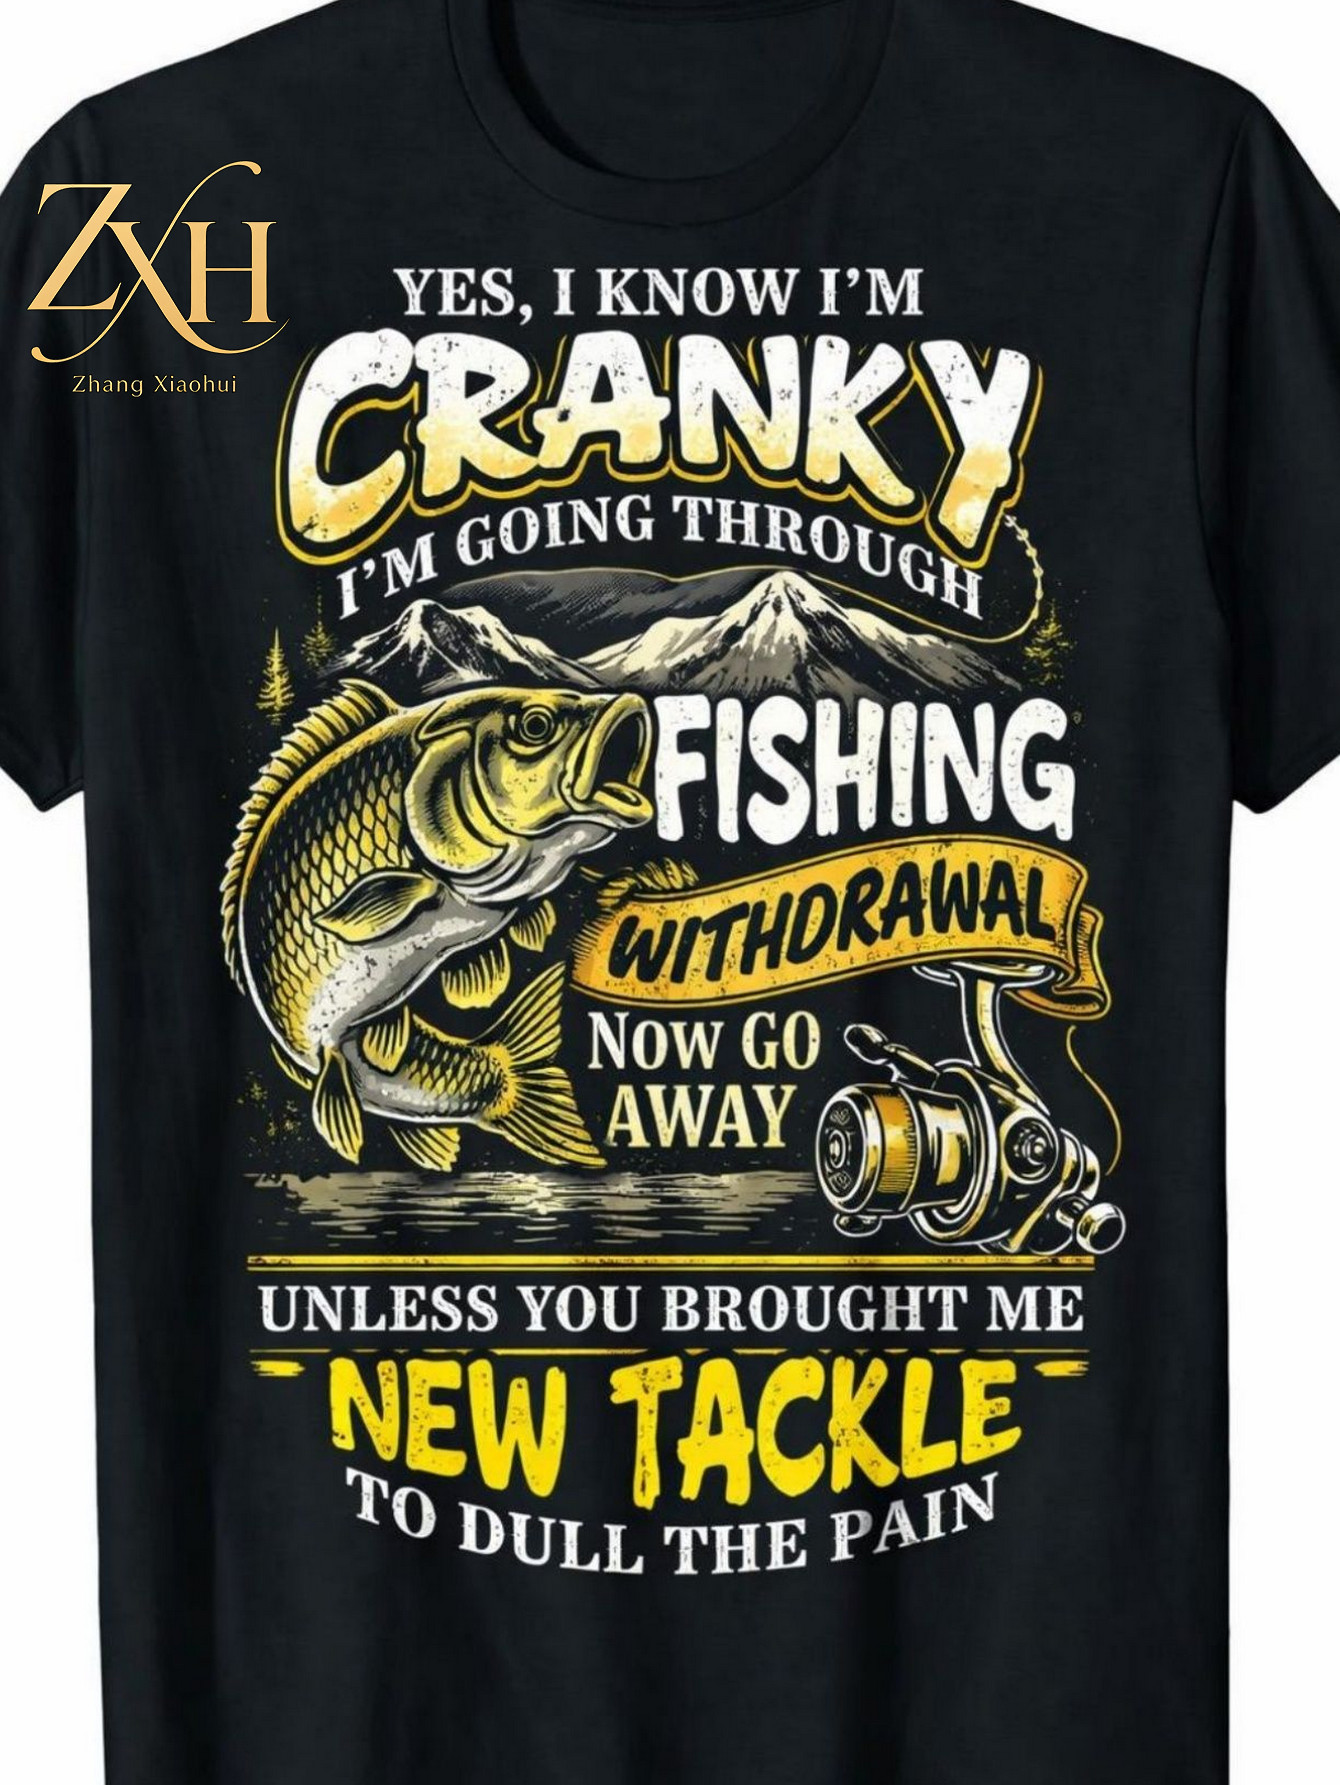 ZXH
Zhang Xiaohui
YES, I KNOW I'M
CRANKY
I'M GOING THROUGH
FISHING
WITHDRAWAL
NOW GO
AWAY
UNLESS YOU BROUGHT ME
NEW TACKLE
TO DULL THE PAIN